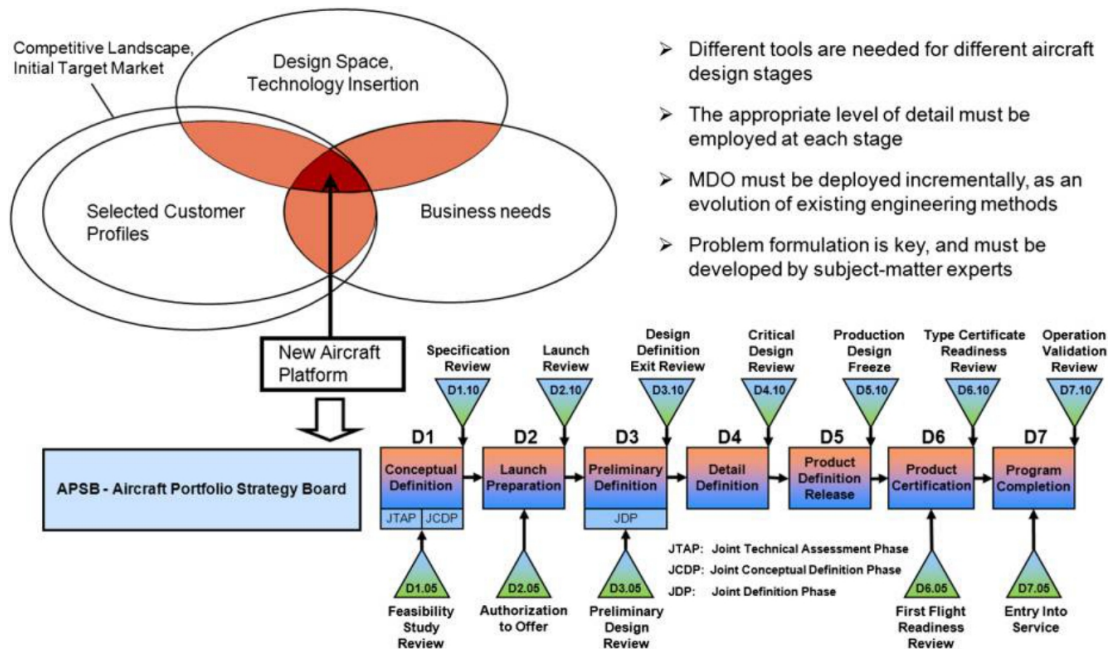 Competitive Landscape,
Initial Target Market
Design Space,
Technology Insertion
Selected Customer
Profiles
Business needs
➢ Different tools are needed for different aircraft
design stages
➢ The appropriate level of detail must be
employed at each stage
➢ MDO must be deployed incrementally, as an
evolution of existing engineering methods
➢ Problem formulation is key, and must be
developed by subject-matter experts
New Aircraft
Platform
APSB - Aircraft Portfolio Strategy Board
Specification
Review
Launch
Review
Design
Definition
Exit Review
Critical
Design
Review
Production
Design
Freeze
Type Certificate
Readiness
Review
Operation
Validation
Review
D1.10
D2.10
D3.10
D4.10
D5.10
D6.10
D7.10
D1
D2
D3
D4
D5
D6
D7
Conceptual
Definition
Launch
Preparation
Preliminary
Definition
Detail
Definition
Product
Definition
Release
Product
Certification
Program
Completion
JTAP
JCDP
JDP
JTAP: Joint Technical Assessment Phase
JCDP: Joint Conceptual Definition Phase
JDP: Joint Definition Phase
D1.05
D2.05
D3.05
D6.05
D7.05
Feasibility
Study
Review
Authorization
to Offer
Preliminary
Design
Review
First Flight
Readiness
Review
Entry Into
Service